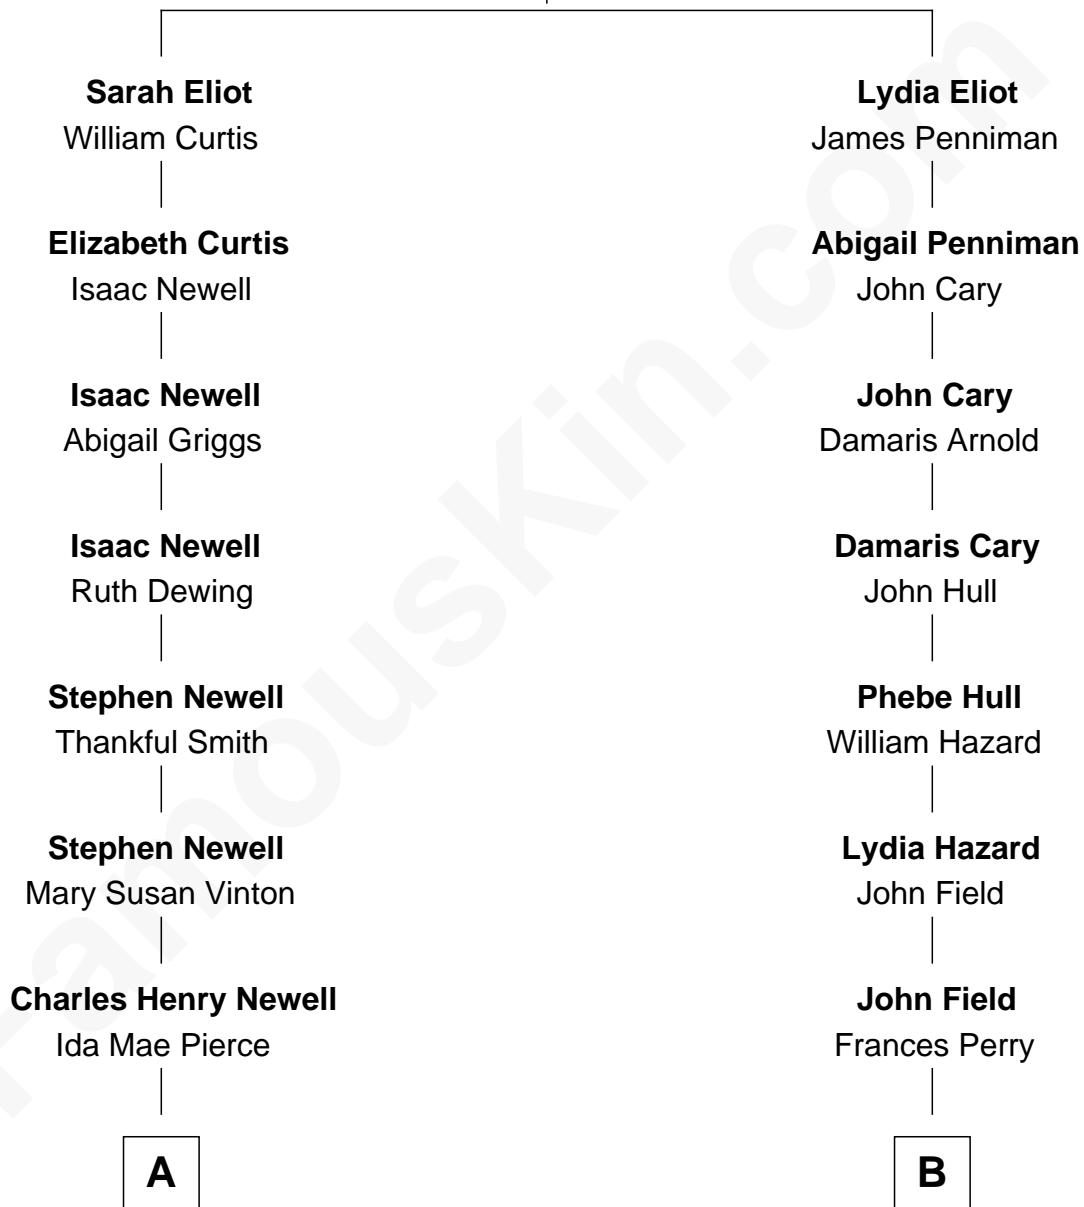 Sarah Eliot
William Curtis
Elizabeth Curtis
Isaac Newell
Isaac Newell
Abigail Griggs
Isaac Newell
Ruth Dewing
Stephen Newell
Thankful Smith
Stephen Newell
Mary Susan Vinton
Charles Henry Newell
Ida Mae Pierce
A
Lydia Eliot
James Penniman
Abigail Penniman
John Cary
John Cary
Damaris Arnold
Damaris Cary
John Hull
Phebe Hull
William Hazard
Lydia Hazard
John Field
John Field
Frances Perry
B
FamousKin.com